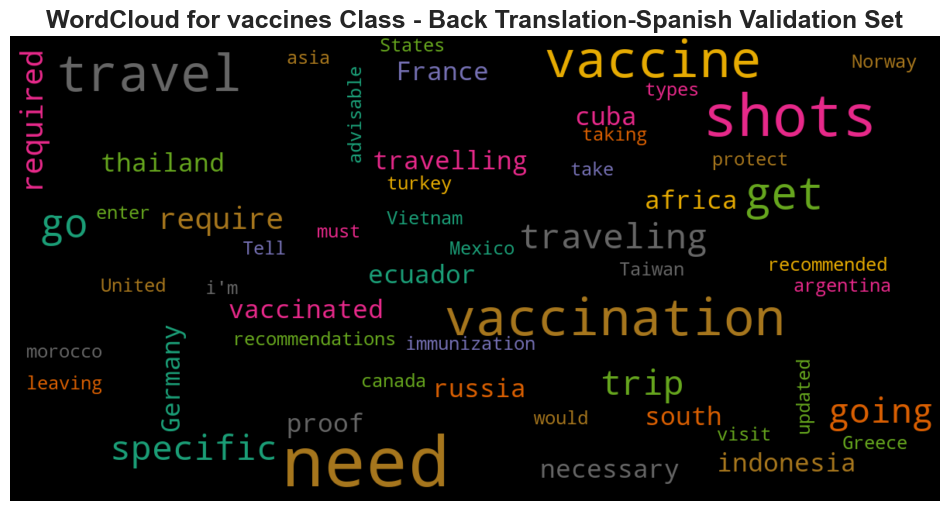 WordCloud for vaccines Class - Back Translation-Spanish Validation Set
States
asia
travel
required
France
advisable
vaccine
Norway
types
cuba
shots
taking
thailand
travelling
take
protect
turkey
africa
get
go
enter
require
Vietnam
must
Tell
Mexico
traveling
ecuador
Taiwan
recommended
United
i'm
argentina
vaccinated
vaccination
recommendations
immunization
morocco
Germany
leaving
canada
russia
trip
updated
proof
would
south
going
visit
Greece
specific
need
necessary
indonesia